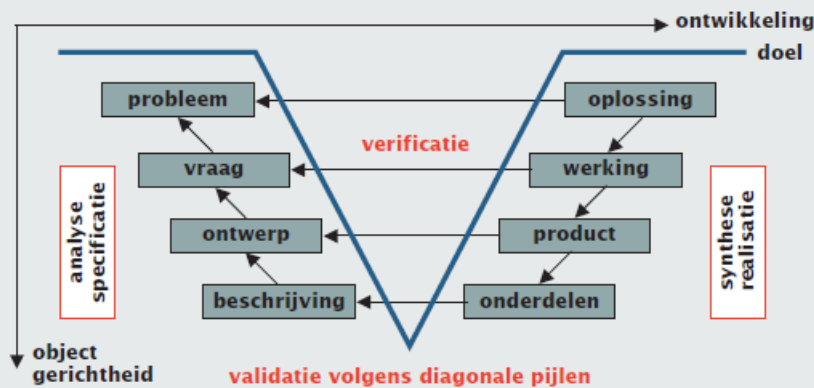 ontwikkeling
doel
probleem
oplossing
verificatie
vraag
werking
analyse
specificatie
ontwerp
product
synthese
realisatie
beschrijving
onderdelen
object
gerichtheid
validatie volgens diagonale pijlen